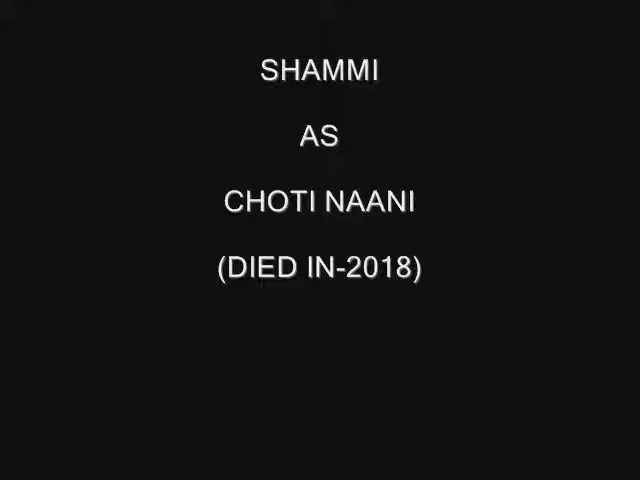 SHAMMI
AS
CHOTI NAANI
(DIED IN-2018)